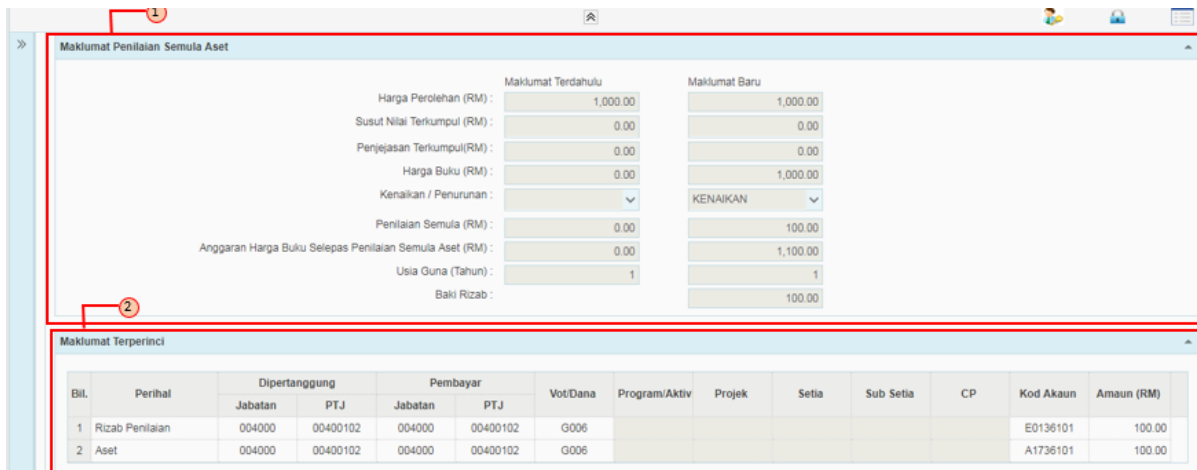 1
Maklumat Penilaian Semula Aset
Maklumat Terdahulu Maklumat Baru
Harga Perolehan (RM) : 1,000.00 1,000.00
Susut Nilai Terkumpul (RM) : 0.00 0.00
Penjejasan Terkumpul(RM) : 0.00 0.00
Harga Buku (RM) : 0.00 1,000.00
Kenaikan / Penurunan : KENAIKAN
Penilaian Semula (RM) : 0.00 100.00
Anggaran Harga Buku Selepas Penilaian Semula Aset (RM) : 0.00 1,100.00
Usia Guna (Tahun) : 1 1
Baki Rizab : 100.00
2
Maklumat Terperinci
Bil. Perihal Dipertanggung Pembayar Vot/Dana Program/Aktiv Projek Setia Sub Setia CP Kod Akaun Amaun (RM)
Jabatan PTJ Jabatan PTJ
1 Rizab Penilaian 004000 00400102 004000 00400102 G006 E0136101 100.00
2 Aset 004000 00400102 004000 00400102 G006 A1736101 100.00